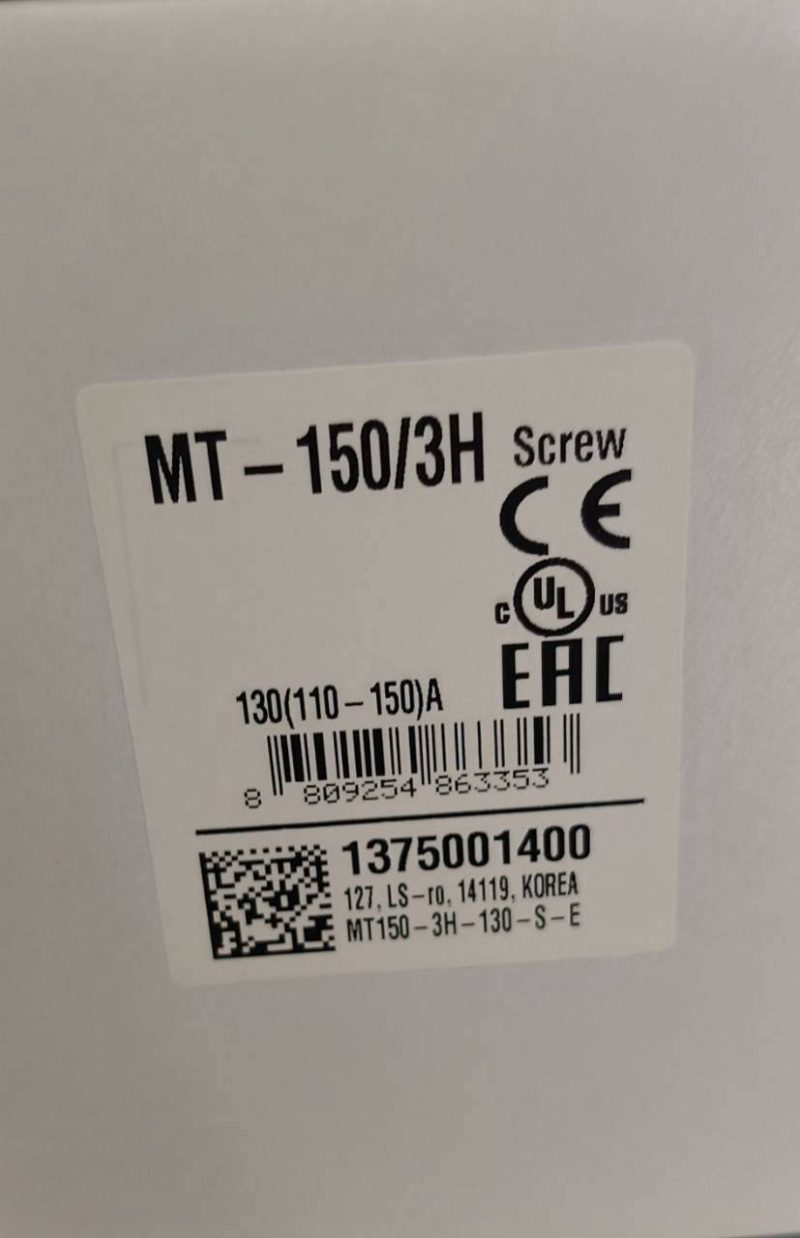 MT-150/3H Screw
CE
c UL us
EAC
130(110-150)A
8 809254 863353
1375001400
127, LS-ro, 14119, KOREA
MT150-3H-130-S-E